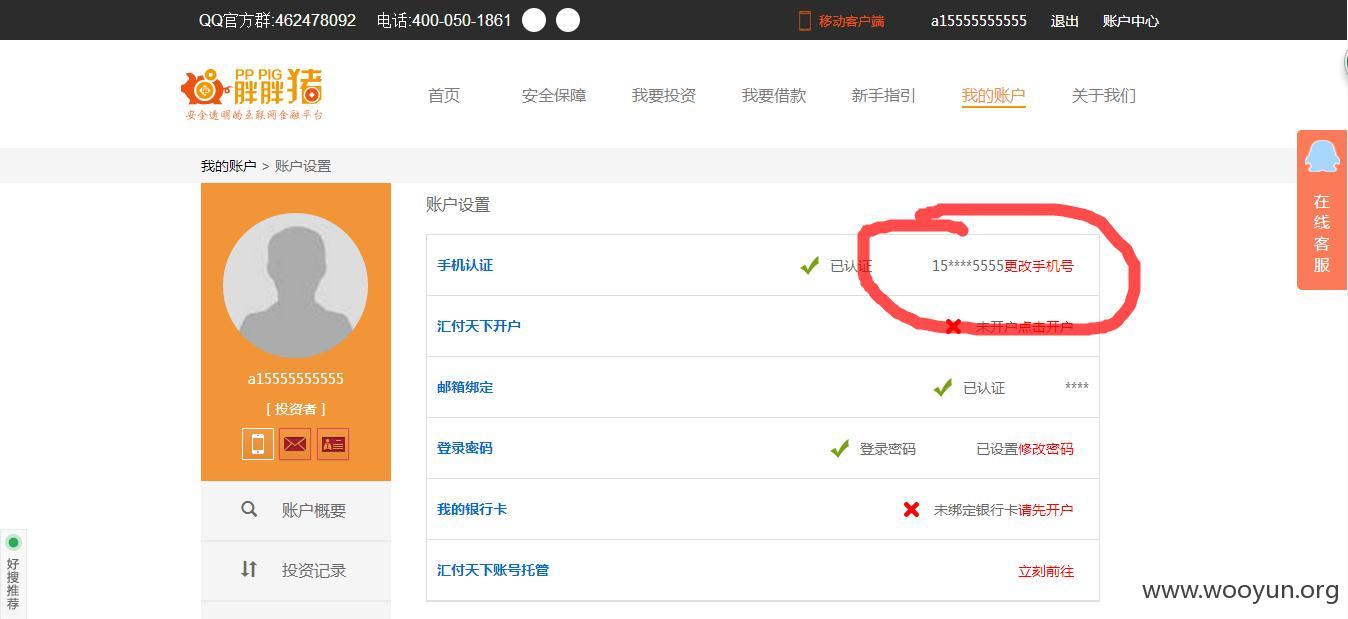 QQ官方群:462478092 电话:400-050-1861 移动客户端 a15555555555 退出 账户中心
PP PIG
胖胖猪
安全透明的互联网金融平台
首页 安全保障 我要投资 我要借款 新手指引 我的账户 关于我们
我的账户 > 账户设置
a15555555555
[ 投资者 ]
账户概要
投资记录
账户设置
手机认证 已认证 15****5555更改手机号
汇付天下开户 未开户点击开户
邮箱绑定 已认证 ****
登录密码 登录密码 已设置修改密码
我的银行卡 未绑定银行卡请先开户
汇付天下账号托管 立刻前往
在线客服
好搜推荐
www.wooyun.org